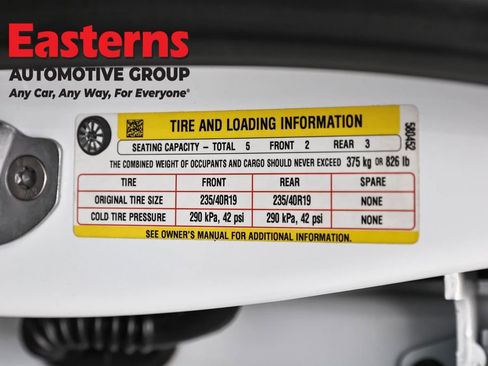 Easterns
AUTOMOTIVE GROUP
Any Car, Any Way, For Everyone®
TIRE AND LOADING INFORMATION
SEATING CAPACITY – TOTAL 5 FRONT 2 REAR 3
THE COMBINED WEIGHT OF OCCUPANTS AND CARGO SHOULD NEVER EXCEED 375 kg OR 826 lb
TIRE FRONT REAR SPARE
ORIGINAL TIRE SIZE 235/40R19 235/40R19 NONE
COLD TIRE PRESSURE 290 kPa, 42 psi 290 kPa, 42 psi NONE
SEE OWNER'S MANUAL FOR ADDITIONAL INFORMATION.
580452